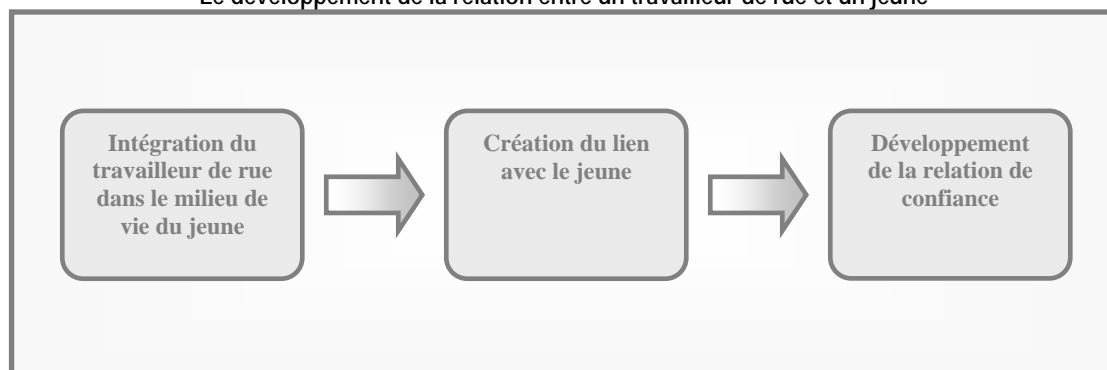 Le développement de la relation entre un travailleur de rue et un jeune
Intégration du
travailleur de rue
dans le milieu de
vie du jeune
Création du lien
avec le jeune
Développement
de la relation de
confiance